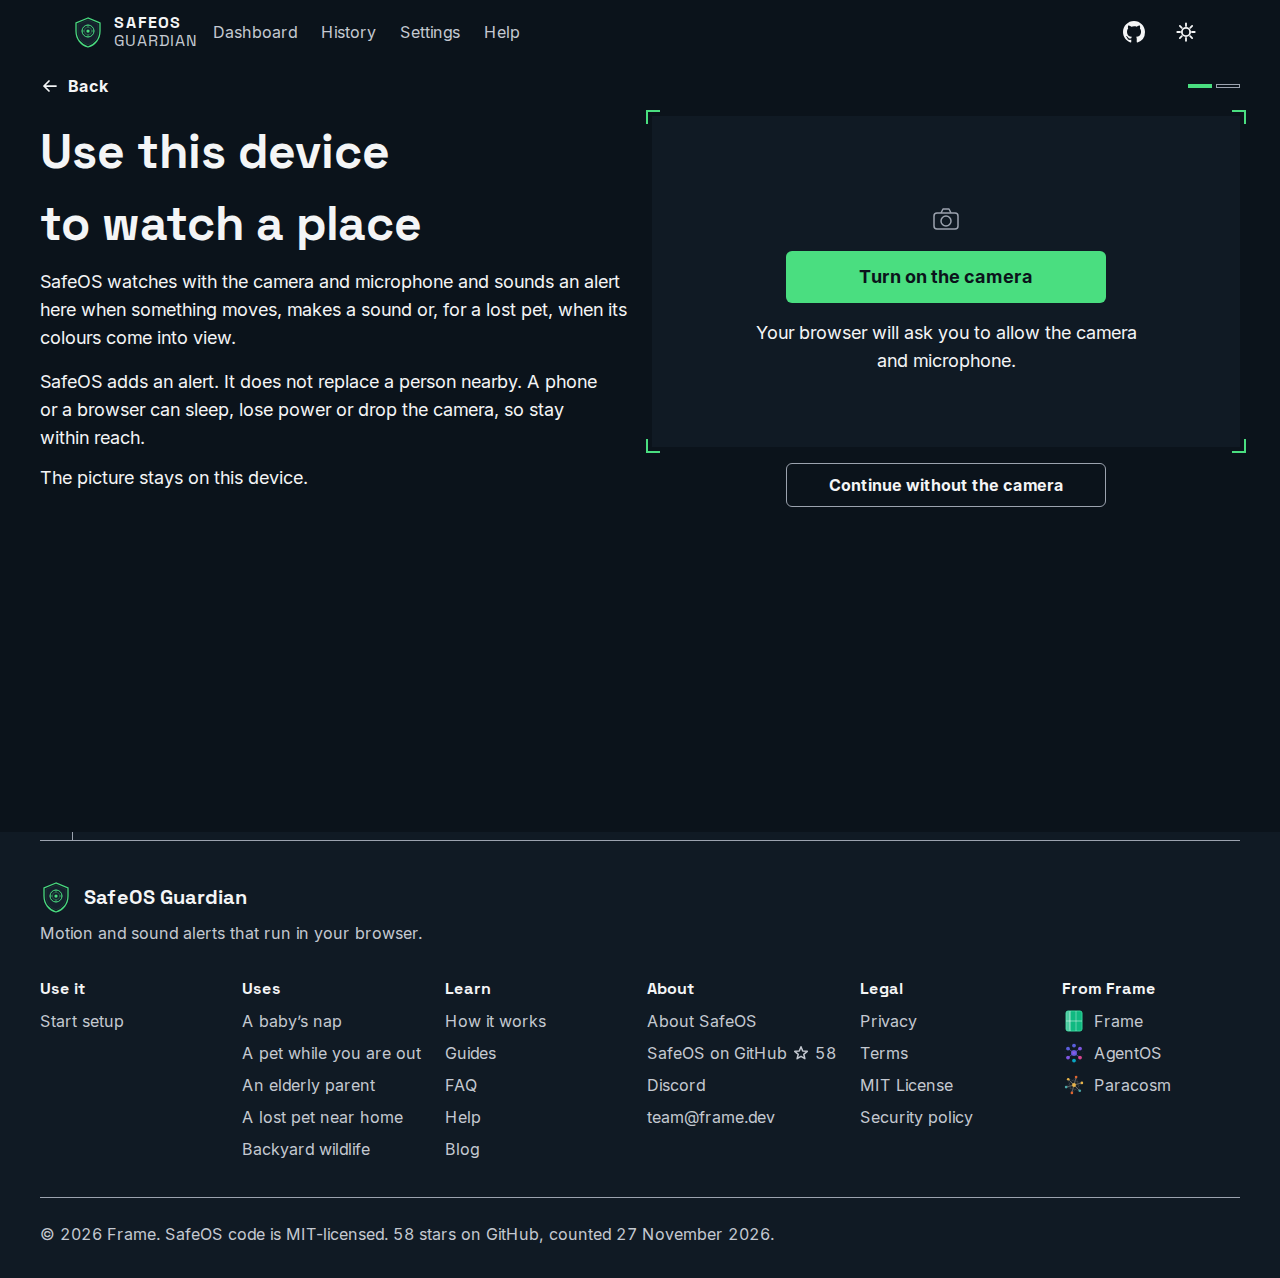 SAFEOS
GUARDIAN
Dashboard
History
Settings
Help
Back
Use this device
to watch a place
SafeOS watches with the camera and microphone and sounds an alert
here when something moves, makes a sound or, for a lost pet, when its
colours come into view.
SafeOS adds an alert. It does not replace a person nearby. A phone
or a browser can sleep, lose power or drop the camera, so stay
within reach.
The picture stays on this device.
Turn on the camera
Your browser will ask you to allow the camera
and microphone.
Continue without the camera
SafeOS Guardian
Motion and sound alerts that run in your browser.
Use it
Start setup
Uses
A baby’s nap
A pet while you are out
An elderly parent
A lost pet near home
Backyard wildlife
Learn
How it works
Guides
FAQ
Help
Blog
About
About SafeOS
SafeOS on GitHub ☆ 58
Discord
team@frame.dev
Legal
Privacy
Terms
MIT License
Security policy
From Frame
Frame
AgentOS
Paracosm
© 2026 Frame. SafeOS code is MIT-licensed. 58 stars on GitHub, counted 27 November 2026.